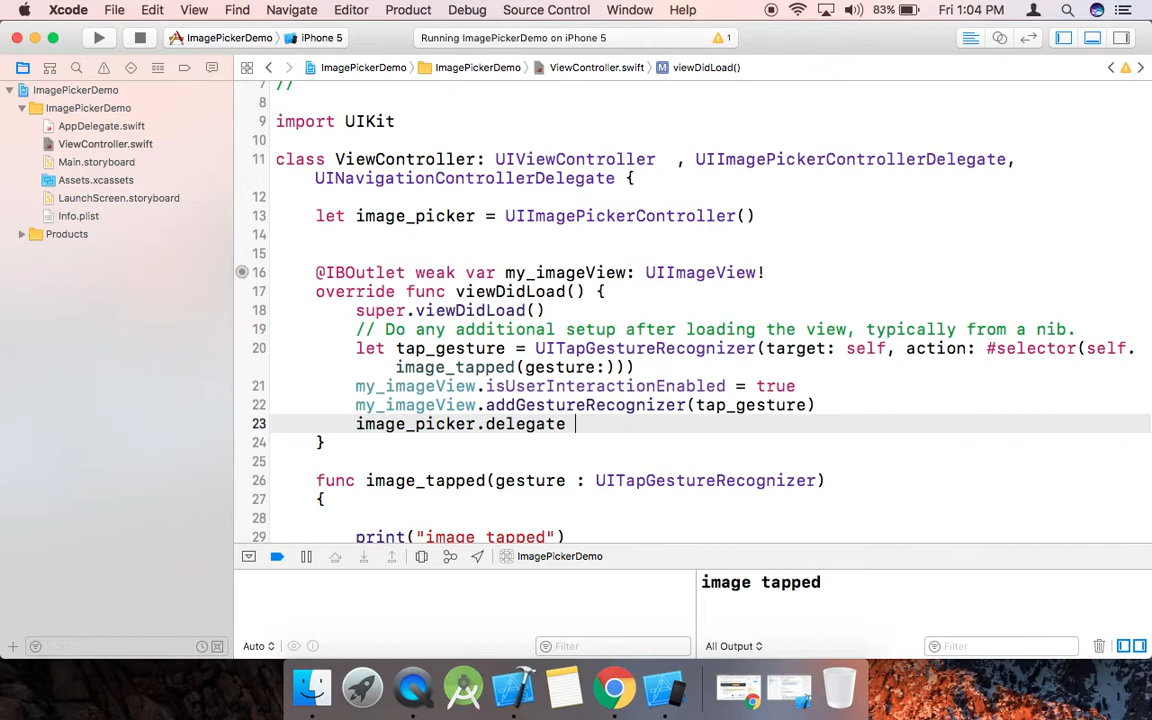 Xcode File Edit View Find Navigate Editor Product Debug Source Control Window Help 83% Fri 1:04 PM
ImagePickerDemo iPhone 5 Running ImagePickerDemo on iPhone 5 1
ImagePickerDemo ImagePickerDemo ViewController.swift M viewDidLoad()
ImagePickerDemo
ImagePickerDemo
AppDelegate.swift
ViewController.swift
Main.storyboard
Assets.xcassets
LaunchScreen.storyboard
Info.plist
Products
Filter
7 //
8
9 import UIKit
10
11 class ViewController: UIViewController , UIImagePickerControllerDelegate,
UINavigationControllerDelegate {
12
13 let image_picker = UIImagePickerController()
14
15
16 @IBOutlet weak var my_imageView: UIImageView!
17 override func viewDidLoad() {
18 super.viewDidLoad()
19 // Do any additional setup after loading the view, typically from a nib.
20 let tap_gesture = UITapGestureRecognizer(target: self, action: #selector(self.
image_tapped(gesture:)))
21 my_imageView.isUserInteractionEnabled = true
22 my_imageView.addGestureRecognizer(tap_gesture)
23 image_picker.delegate
24 }
25
26 func image_tapped(gesture : UITapGestureRecognizer)
27 {
28
29 print("image tapped")
ImagePickerDemo
image tapped
Auto Filter All Output Filter